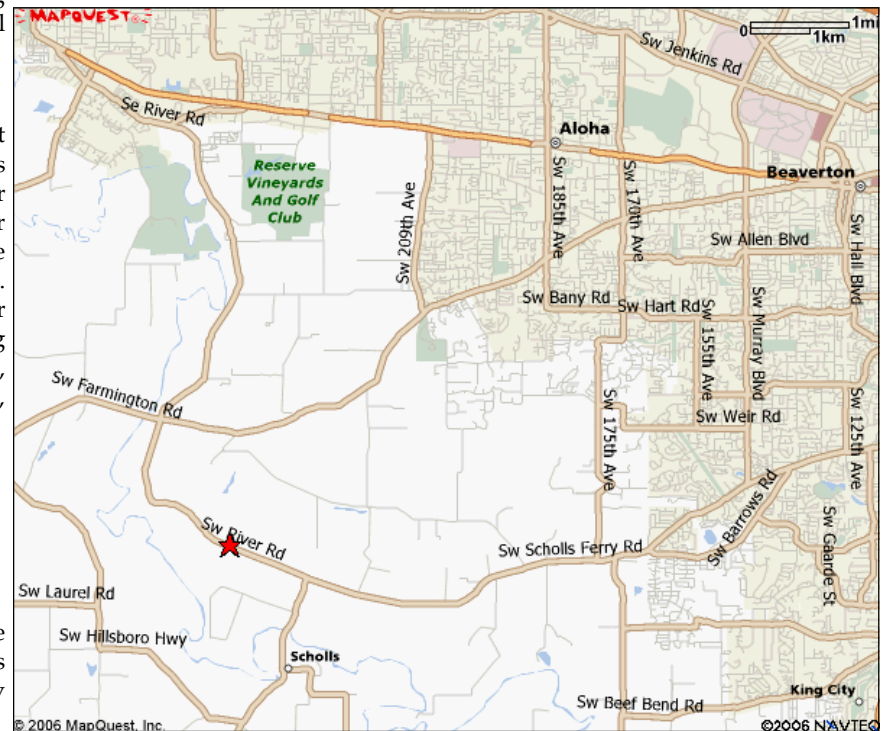 MAPQUEST
0
1mi
1km
Sw Jenkins Rd
Se River Rd
Aloha
Reserve
Vineyards
And Golf
Club
Beaverton
Sw 185th Ave
Sw 170th Ave
Sw 209th Ave
Sw Hall Blvd
Sw Allen Blvd
Sw Bany Rd
Sw Hart Rd
Sw 155th Ave
Sw Murray Blvd
Sw Farmington Rd
Sw 175th Ave
Sw Weir Rd
Sw 125th Ave
Sw River Rd
Sw Scholls Ferry Rd
Sw Barrows Rd
Sw Gaarde St
Sw Laurel Rd
Sw Hillsboro Hwy
Scholls
Sw Beef Bend Rd
King City
© 2006 MapQuest, Inc.
©2006 NAVTEQ